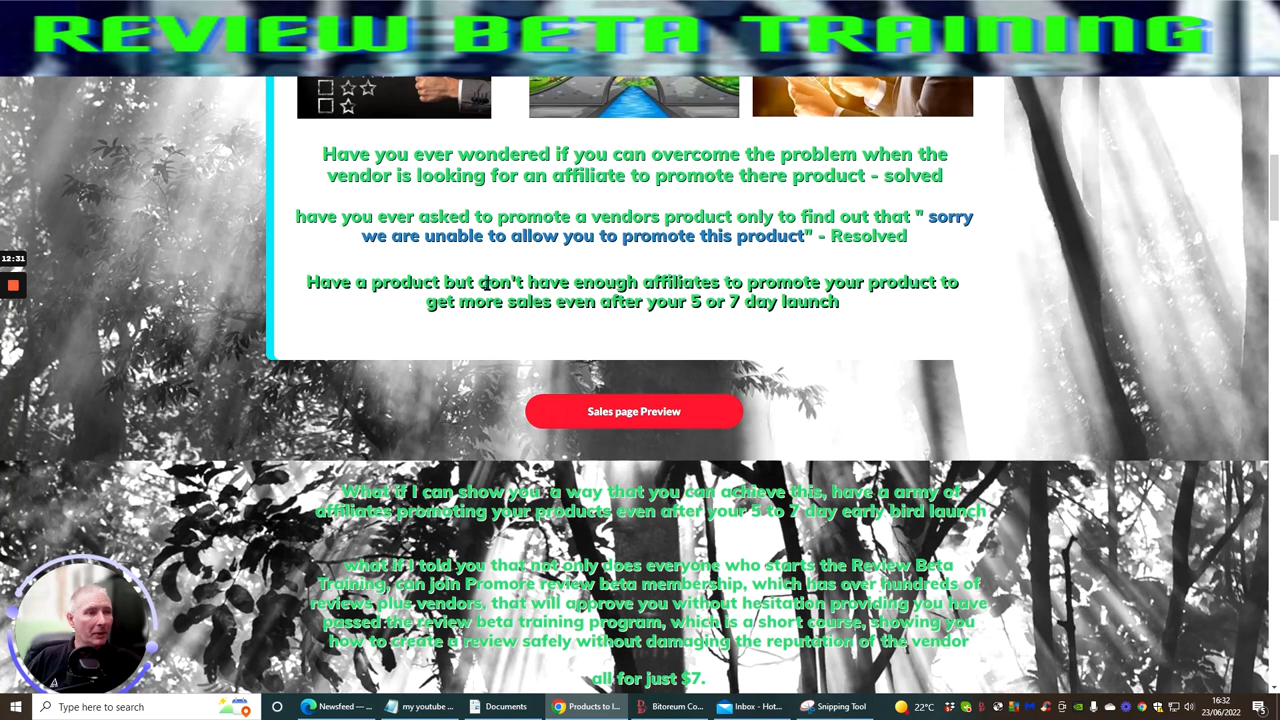 REVIEW BETA TRAINING
Have you ever wondered if you can overcome the problem when the
vendor is looking for an affiliate to promote there product - solved
have you ever asked to promote a vendors product only to find out that " sorry
we are unable to allow you to promote this product" - Resolved
12:31
Have a product but don't have enough affiliates to promote your product to
get more sales even after your 5 or 7 day launch
Sales page Preview
What if I can show you a way that you can achieve this, have a army of
affiliates promoting your products even after your 5 to 7 day early bird launch
what if I told you that not only does everyone who starts the Review Beta
Training, can join Promore review beta membership, which has over hundreds of
reviews plus vendors, that will approve you without hesitation providing you have
passed the review beta training program, which is a short course, showing you
how to create a review safely without damaging the reputation of the vendor
all for just $7.
Type here to search
Newsfeed —...
my youtube ...
Documents
Products to l...
Bitoreum Co...
Inbox - Hot...
Snipping Tool
22°C
16:32
23/06/2022
5